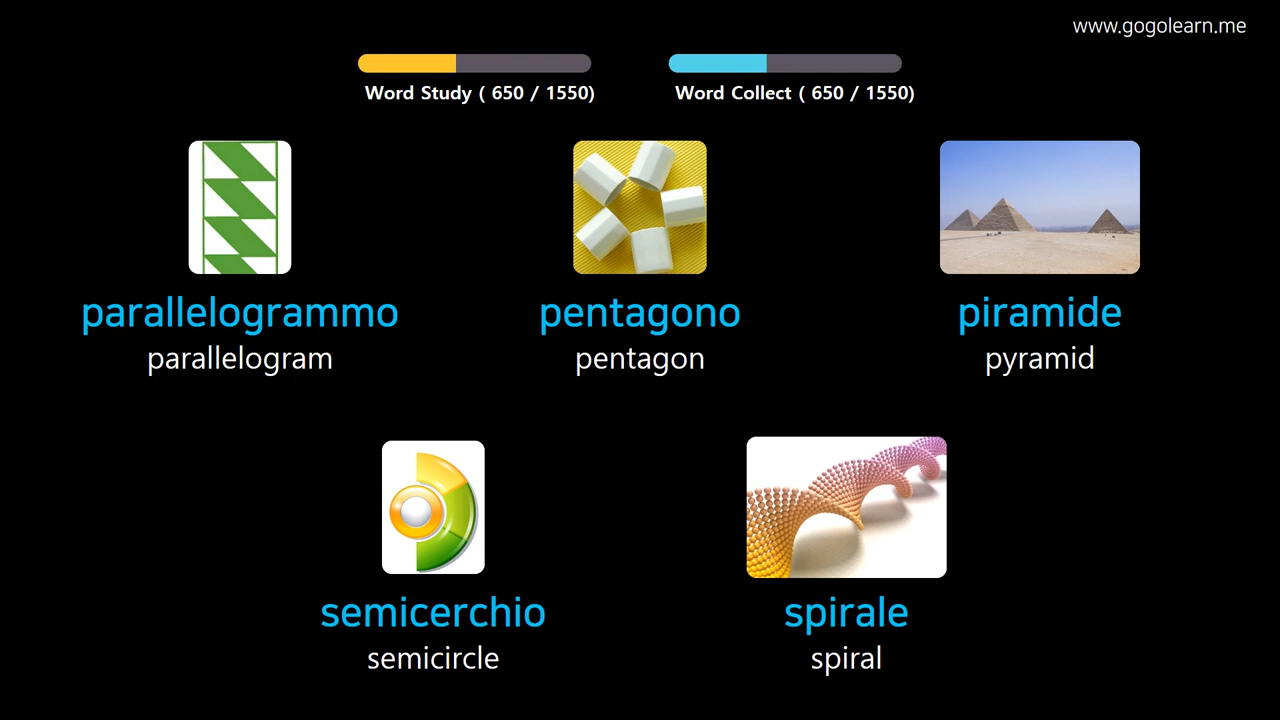 www.gogolearn.me
Word Study ( 650 / 1550)
Word Collect ( 650 / 1550)
parallelogrammo
parallelogram
pentagono
pentagon
piramide
pyramid
semicerchio
semicircle
spirale
spiral